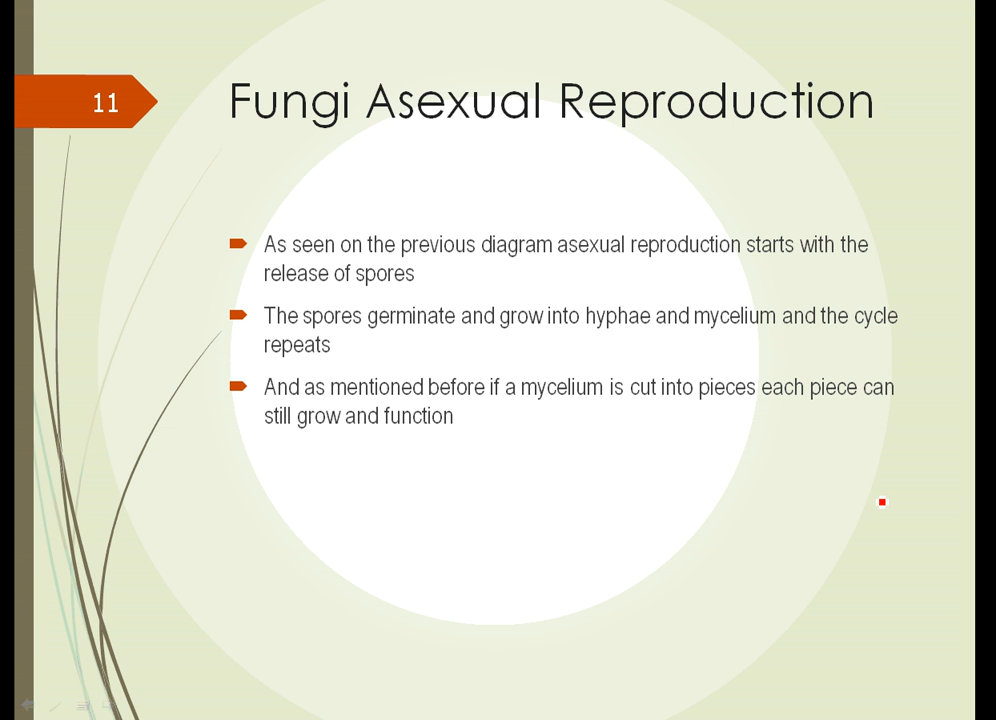 11
Fungi Asexual Reproduction
As seen on the previous diagram asexual reproduction starts with the
release of spores
The spores germinate and grow into hyphae and mycelium and the cycle
repeats
And as mentioned before if a mycelium is cut into pieces each piece can
still grow and function